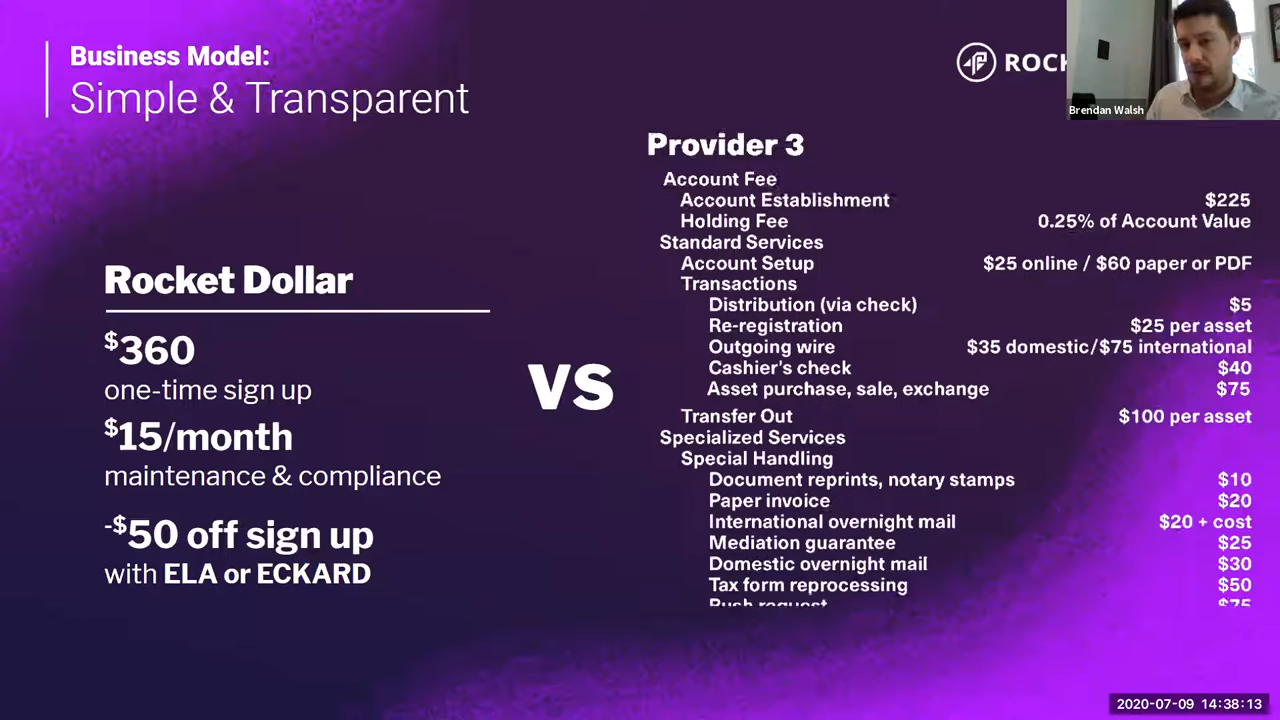 Business Model:
Simple & Transparent
ROCK
Brendan Walsh
Rocket Dollar
$360
one-time sign up
$15/month
maintenance & compliance
-$50 off sign up
with ELA or ECKARD
VS
Provider 3
Account Fee
Account Establishment $225
Holding Fee 0.25% of Account Value
Standard Services
Account Setup $25 online / $60 paper or PDF
Transactions
Distribution (via check) $5
Re-registration $25 per asset
Outgoing wire $35 domestic/$75 international
Cashier's check $40
Asset purchase, sale, exchange $75
Transfer Out $100 per asset
Specialized Services
Special Handling
Document reprints, notary stamps $10
Paper invoice $20
International overnight mail $20 + cost
Mediation guarantee $25
Domestic overnight mail $30
Tax form reprocessing $50
Rush request $75
2020-07-09 14:38:13